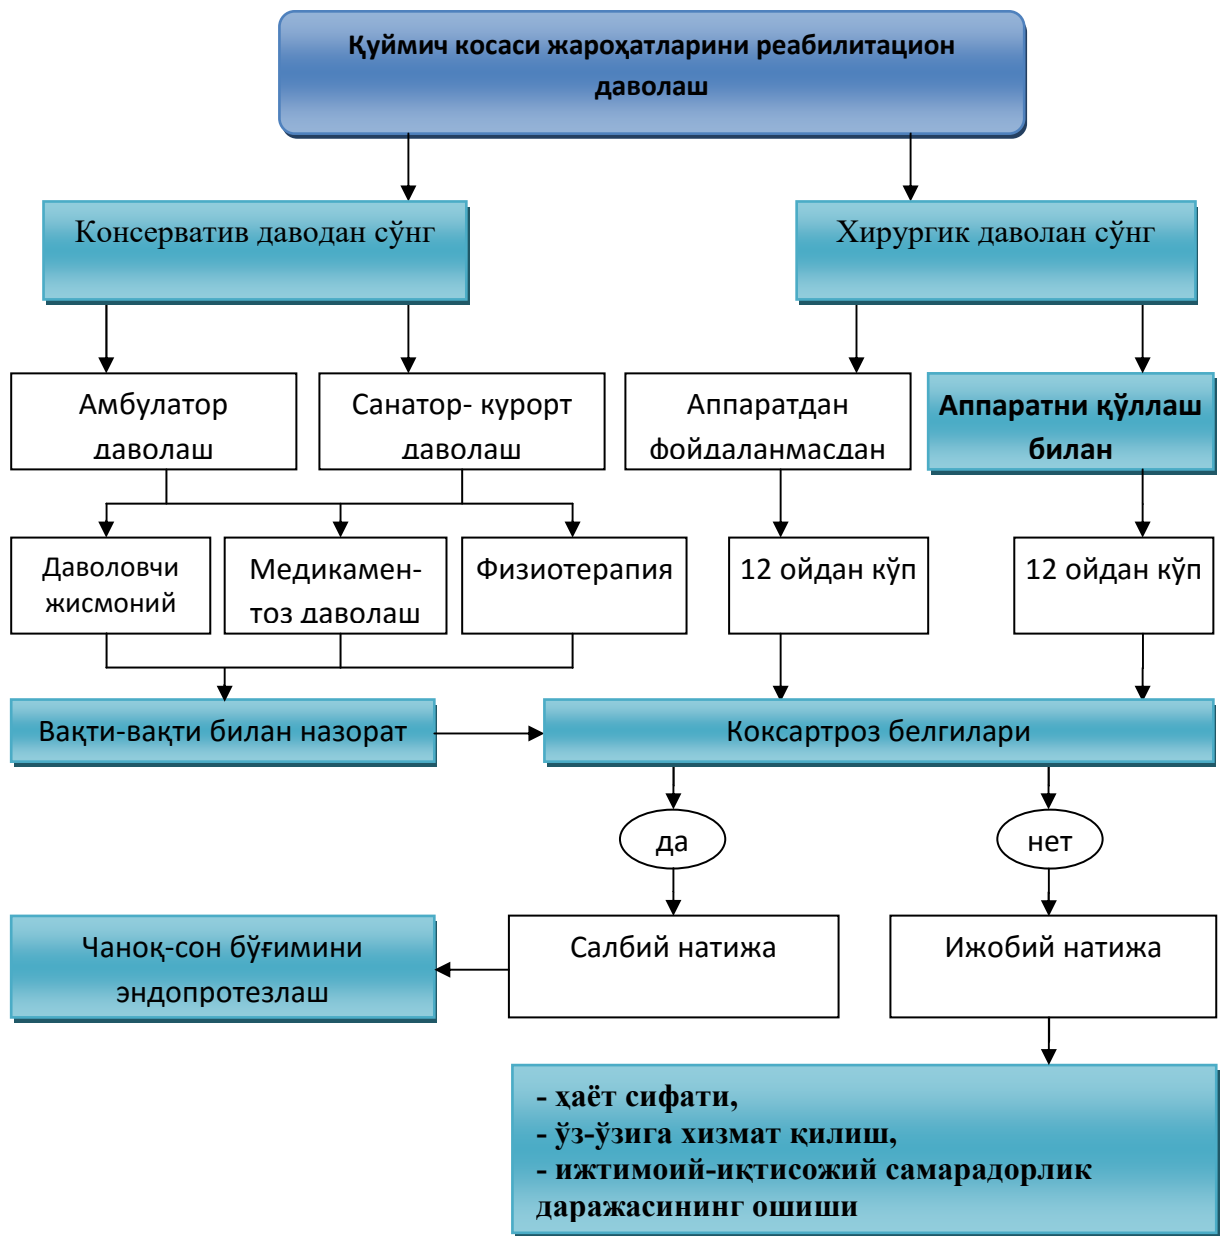 Қуймич косаси жароҳатларини реабилитацион
даволаш
Консерватив даводан сўнг
Хирургик даволан сўнг
Амбулатор
даволаш
Санатор- курорт
даволаш
Аппаратдан
фойдаланмасдан
Аппаратни қўллаш
билан
Даволовчи
жисмоний
Медикамен-
тоз даволаш
Физиотерапия
12 ойдан кўп
12 ойдан кўп
Вақти-вақти билан назорат
Коксартроз белгилари
да
нет
Чаноқ-сон бўғимини
эндопротезлаш
Салбий натижа
Ижобий натижа
- ҳаёт сифати,
- ўз-ўзига хизмат қилиш,
- ижтимоий-иқтисожий самарадорлик
даражасининг ошиши